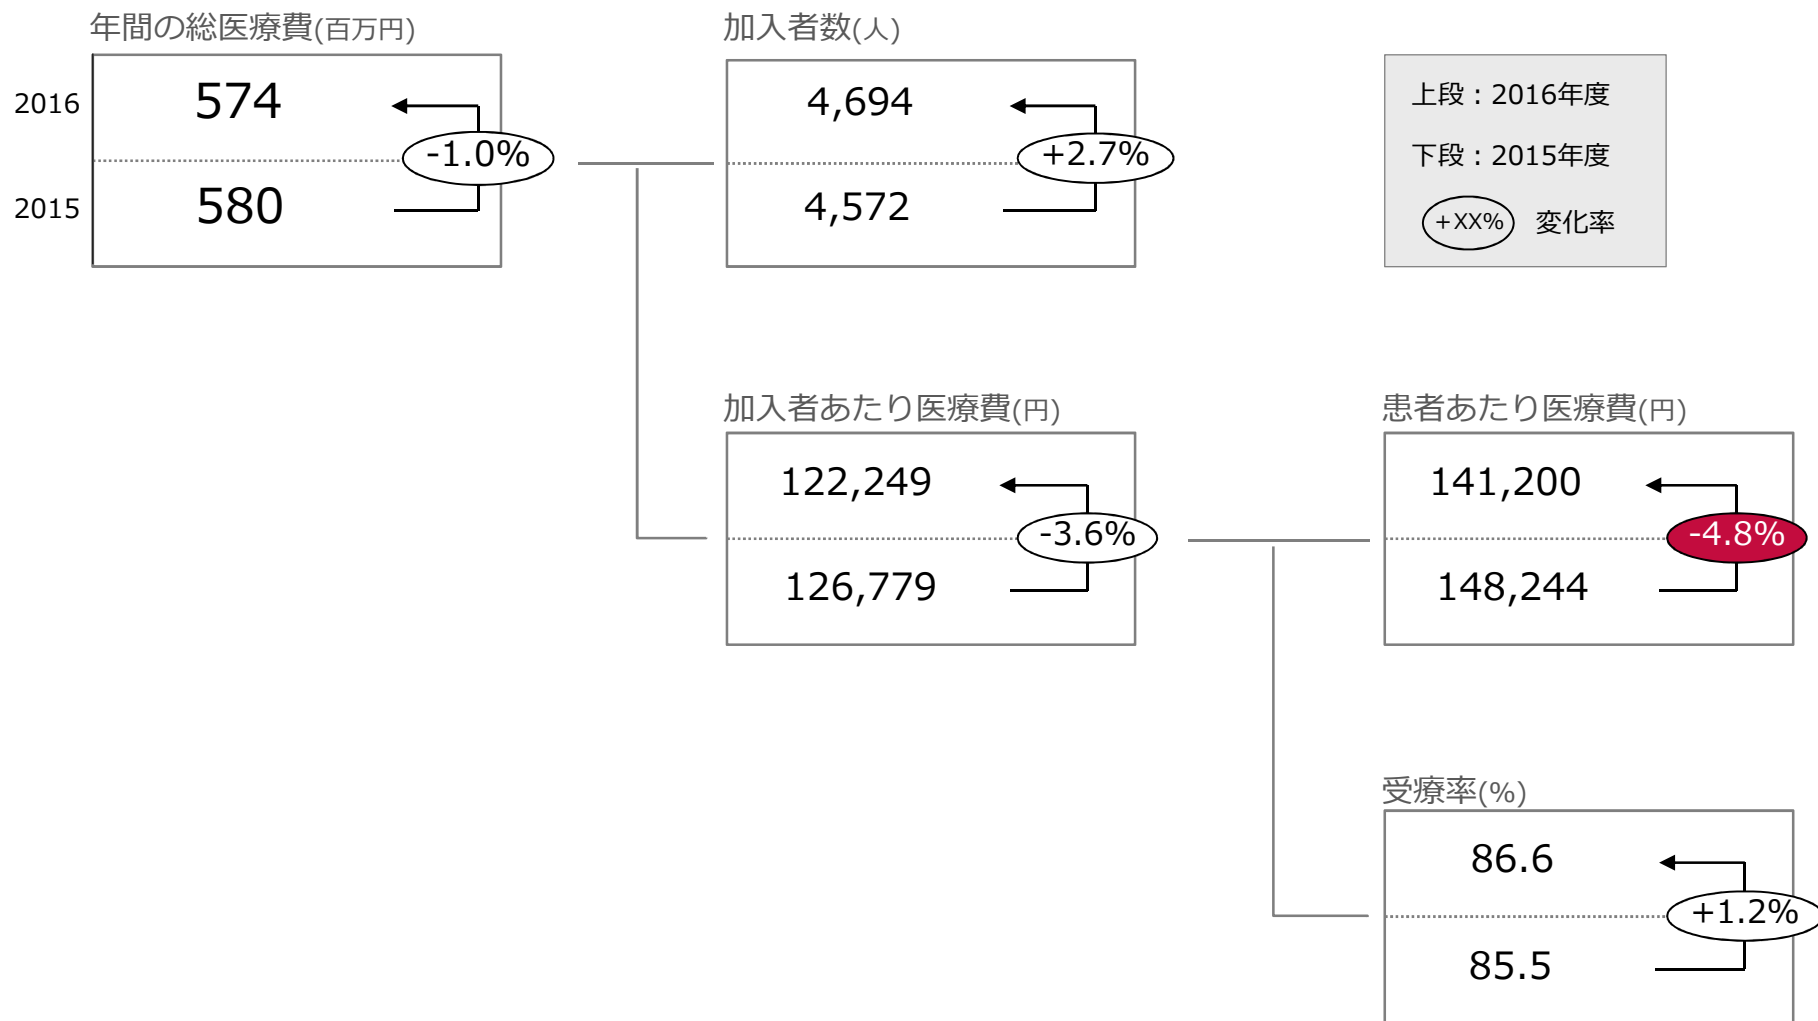 年間の総医療費(百万円)
2016
574
-1.0%
2015
580
加入者数(人)
4,694
+2.7%
4,572
上段：2016年度
下段：2015年度
+XX% 変化率
加入者あたり医療費(円)
122,249
-3.6%
126,779
患者あたり医療費(円)
141,200
-4.8%
148,244
受療率(%)
86.6
+1.2%
85.5